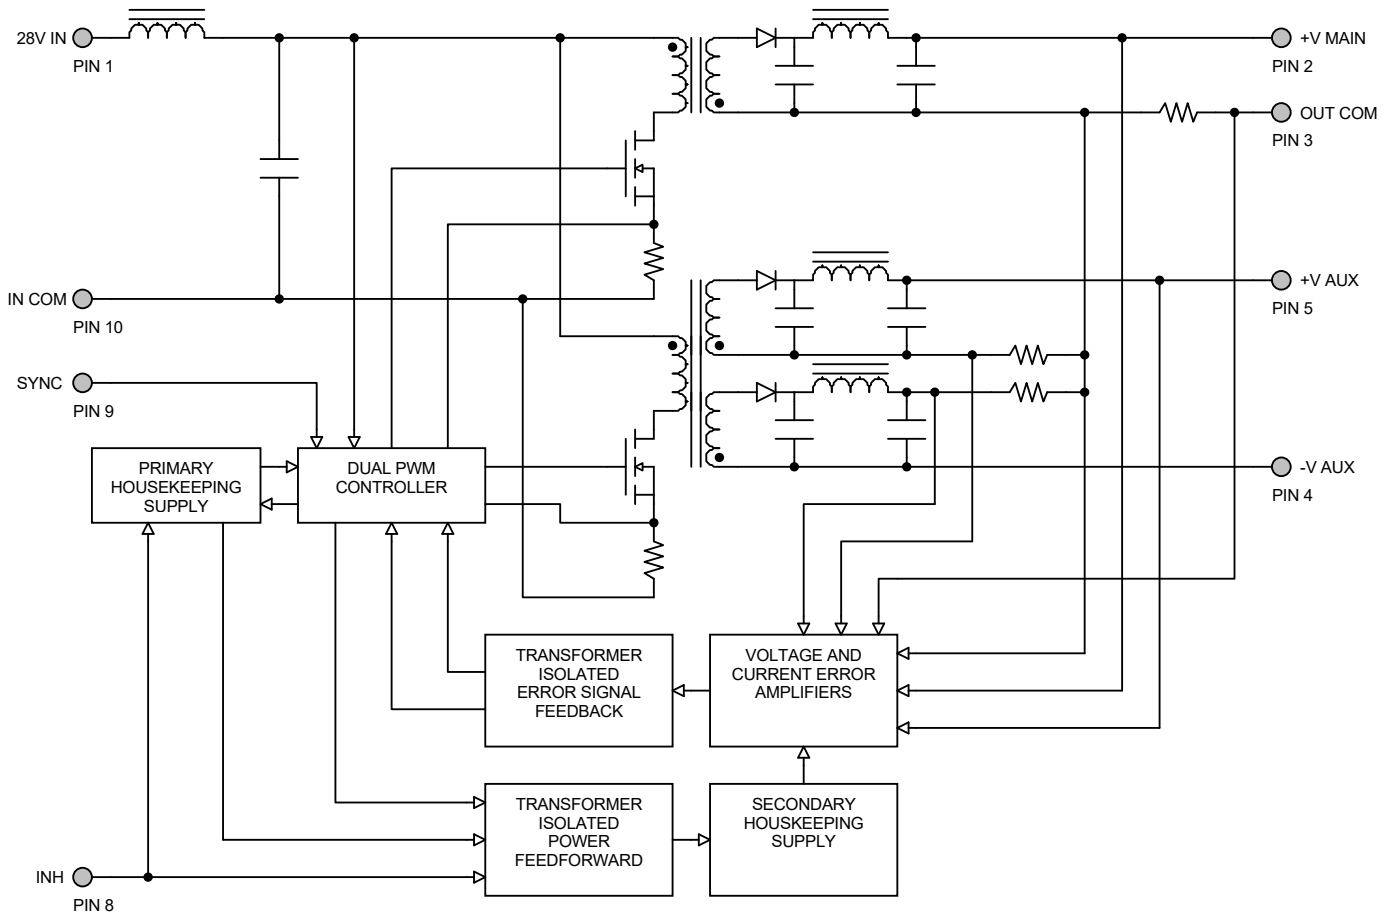 28V IN
PIN 1
+V MAIN
PIN 2
OUT COM
PIN 3
IN COM
PIN 10
+V AUX
PIN 5
SYNC
PIN 9
-V AUX
PIN 4
PRIMARY
HOUSEKEEPING
SUPPLY
DUAL PWM
CONTROLLER
TRANSFORMER
ISOLATED
ERROR SIGNAL
FEEDBACK
VOLTAGE AND
CURRENT ERROR
AMPLIFIERS
TRANSFORMER
ISOLATED
POWER
FEEDFORWARD
SECONDARY
HOUSKEEPING
SUPPLY
INH
PIN 8